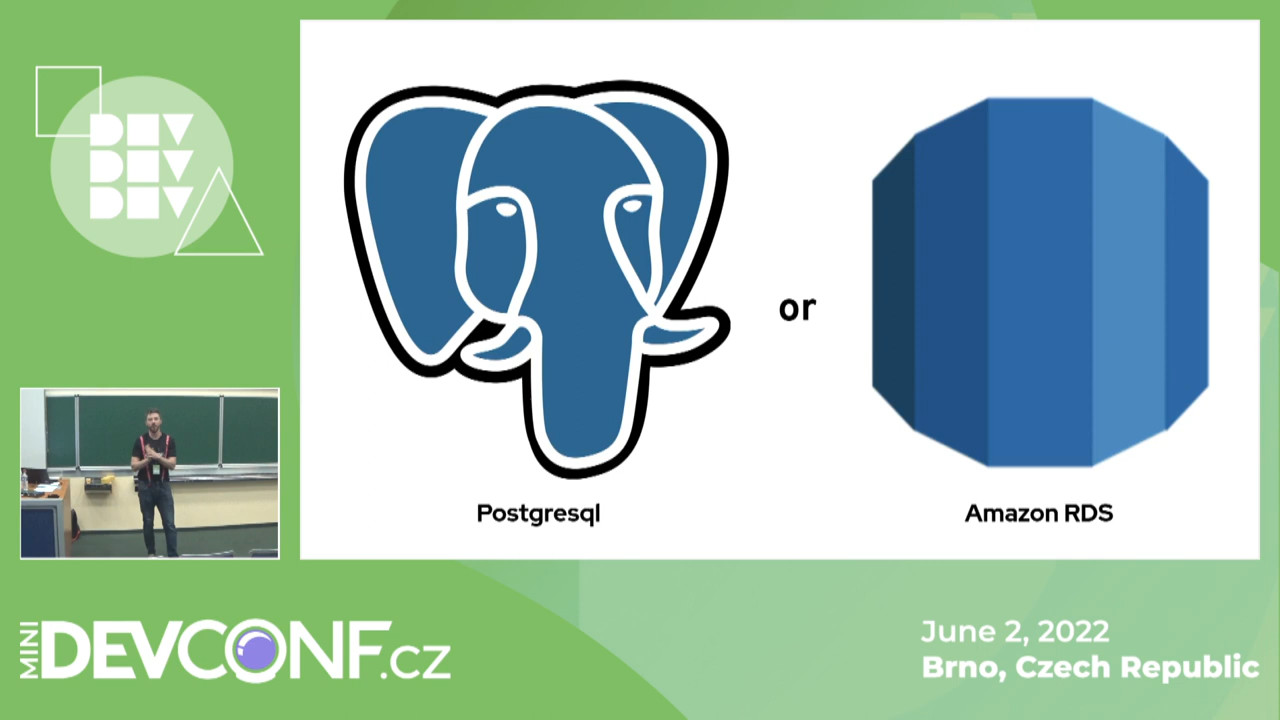 DEV
DEV
DEV
or
Postgresql
Amazon RDS
MINI
DEVCONF.CZ
June 2, 2022
Brno, Czech Republic